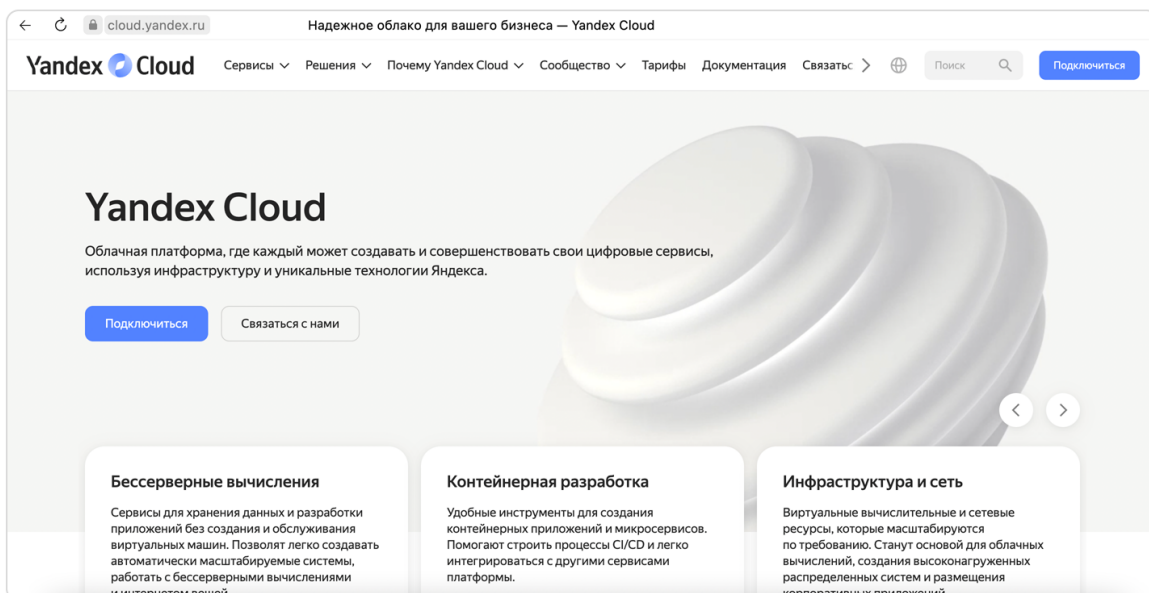 cloud.yandex.ru
Надежное облако для вашего бизнеса — Yandex Cloud
Yandex Cloud
Сервисы
Решения
Почему Yandex Cloud
Сообщество
Тарифы
Документация
Связатьс
Поиск
Подключиться
Yandex Cloud
Облачная платформа, где каждый может создавать и совершенствовать свои цифровые сервисы,
используя инфраструктуру и уникальные технологии Яндекса.
Подключиться
Связаться с нами
Бессерверные вычисления
Сервисы для хранения данных и разработки
приложений без создания и обслуживания
виртуальных машин. Позволят легко создавать
автоматически масштабируемые системы,
работать с бессерверными вычислениями
и интернетом вещей.
Контейнерная разработка
Удобные инструменты для создания
контейнерных приложений и микросервисов.
Помогают строить процессы CI/CD и легко
интегрироваться с другими сервисами
платформы.
Инфраструктура и сеть
Виртуальные вычислительные и сетевые
ресурсы, которые масштабируются
по требованию. Станут основой для облачных
вычислений, создания высоконагруженных
распределенных систем и размещения
корпоративных приложений.